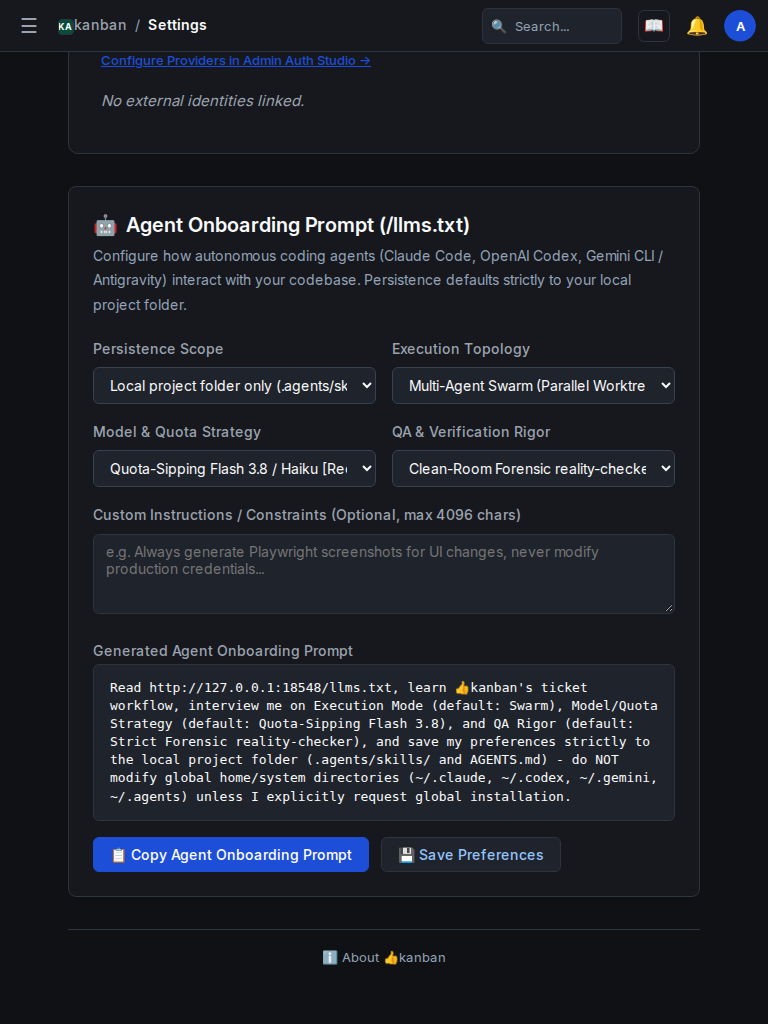 ☰ KA kanban / Settings 🔍 Search... 📖 🔔 A
Configure Providers in Admin Auth Studio →
No external identities linked.
🤖 Agent Onboarding Prompt (/llms.txt)
Configure how autonomous coding agents (Claude Code, OpenAI Codex, Gemini CLI /
Antigravity) interact with your codebase. Persistence defaults strictly to your local
project folder.
Persistence Scope
Execution Topology
Local project folder only (.agents/sk
Multi-Agent Swarm (Parallel Worktre
Model & Quota Strategy
QA & Verification Rigor
Quota-Sipping Flash 3.8 / Haiku [Re
Clean-Room Forensic reality-checke
Custom Instructions / Constraints (Optional, max 4096 chars)
e.g. Always generate Playwright screenshots for UI changes, never modify
production credentials...
Generated Agent Onboarding Prompt
Read http://127.0.0.1:18548/llms.txt, learn 👍kanban's ticket
workflow, interview me on Execution Mode (default: Swarm), Model/Quota
Strategy (default: Quota-Sipping Flash 3.8), and QA Rigor (default:
Strict Forensic reality-checker), and save my preferences strictly to
the local project folder (.agents/skills/ and AGENTS.md) - do NOT
modify global home/system directories (~/.claude, ~/.codex, ~/.gemini,
~/.agents) unless I explicitly request global installation.
📋 Copy Agent Onboarding Prompt
💾 Save Preferences
ℹ️ About 👍kanban